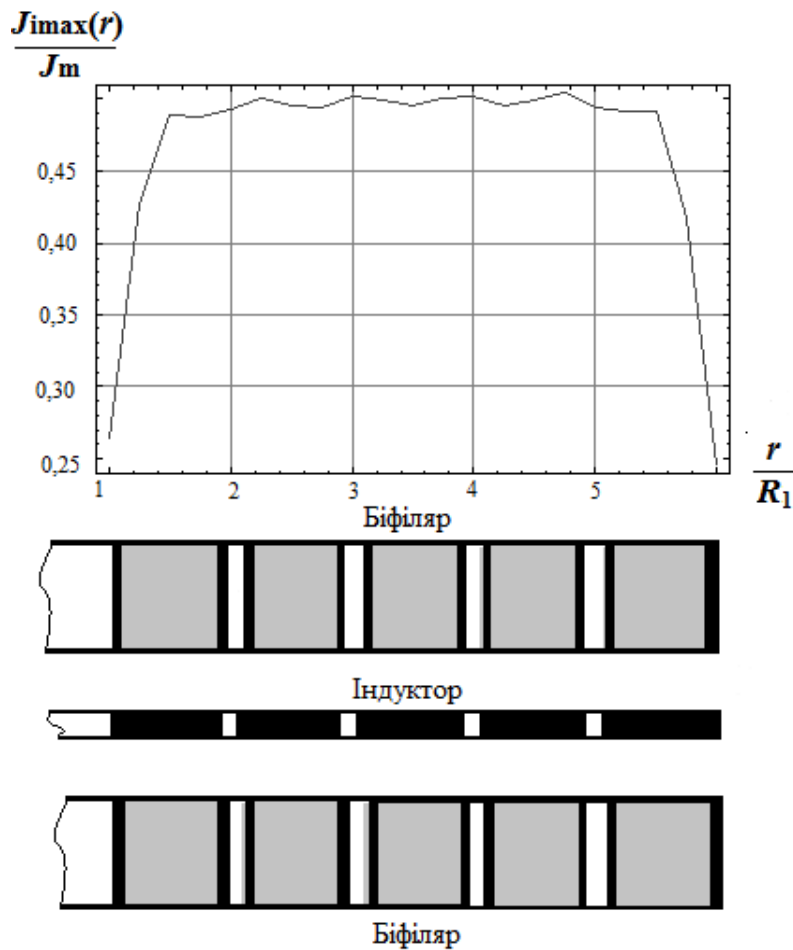 Jimax(r)
Jm
0,45
0,40
0,35
0,30
0,25
1 2 3 4 5
r
R1
Біфіляр
Індуктор
Біфіляр